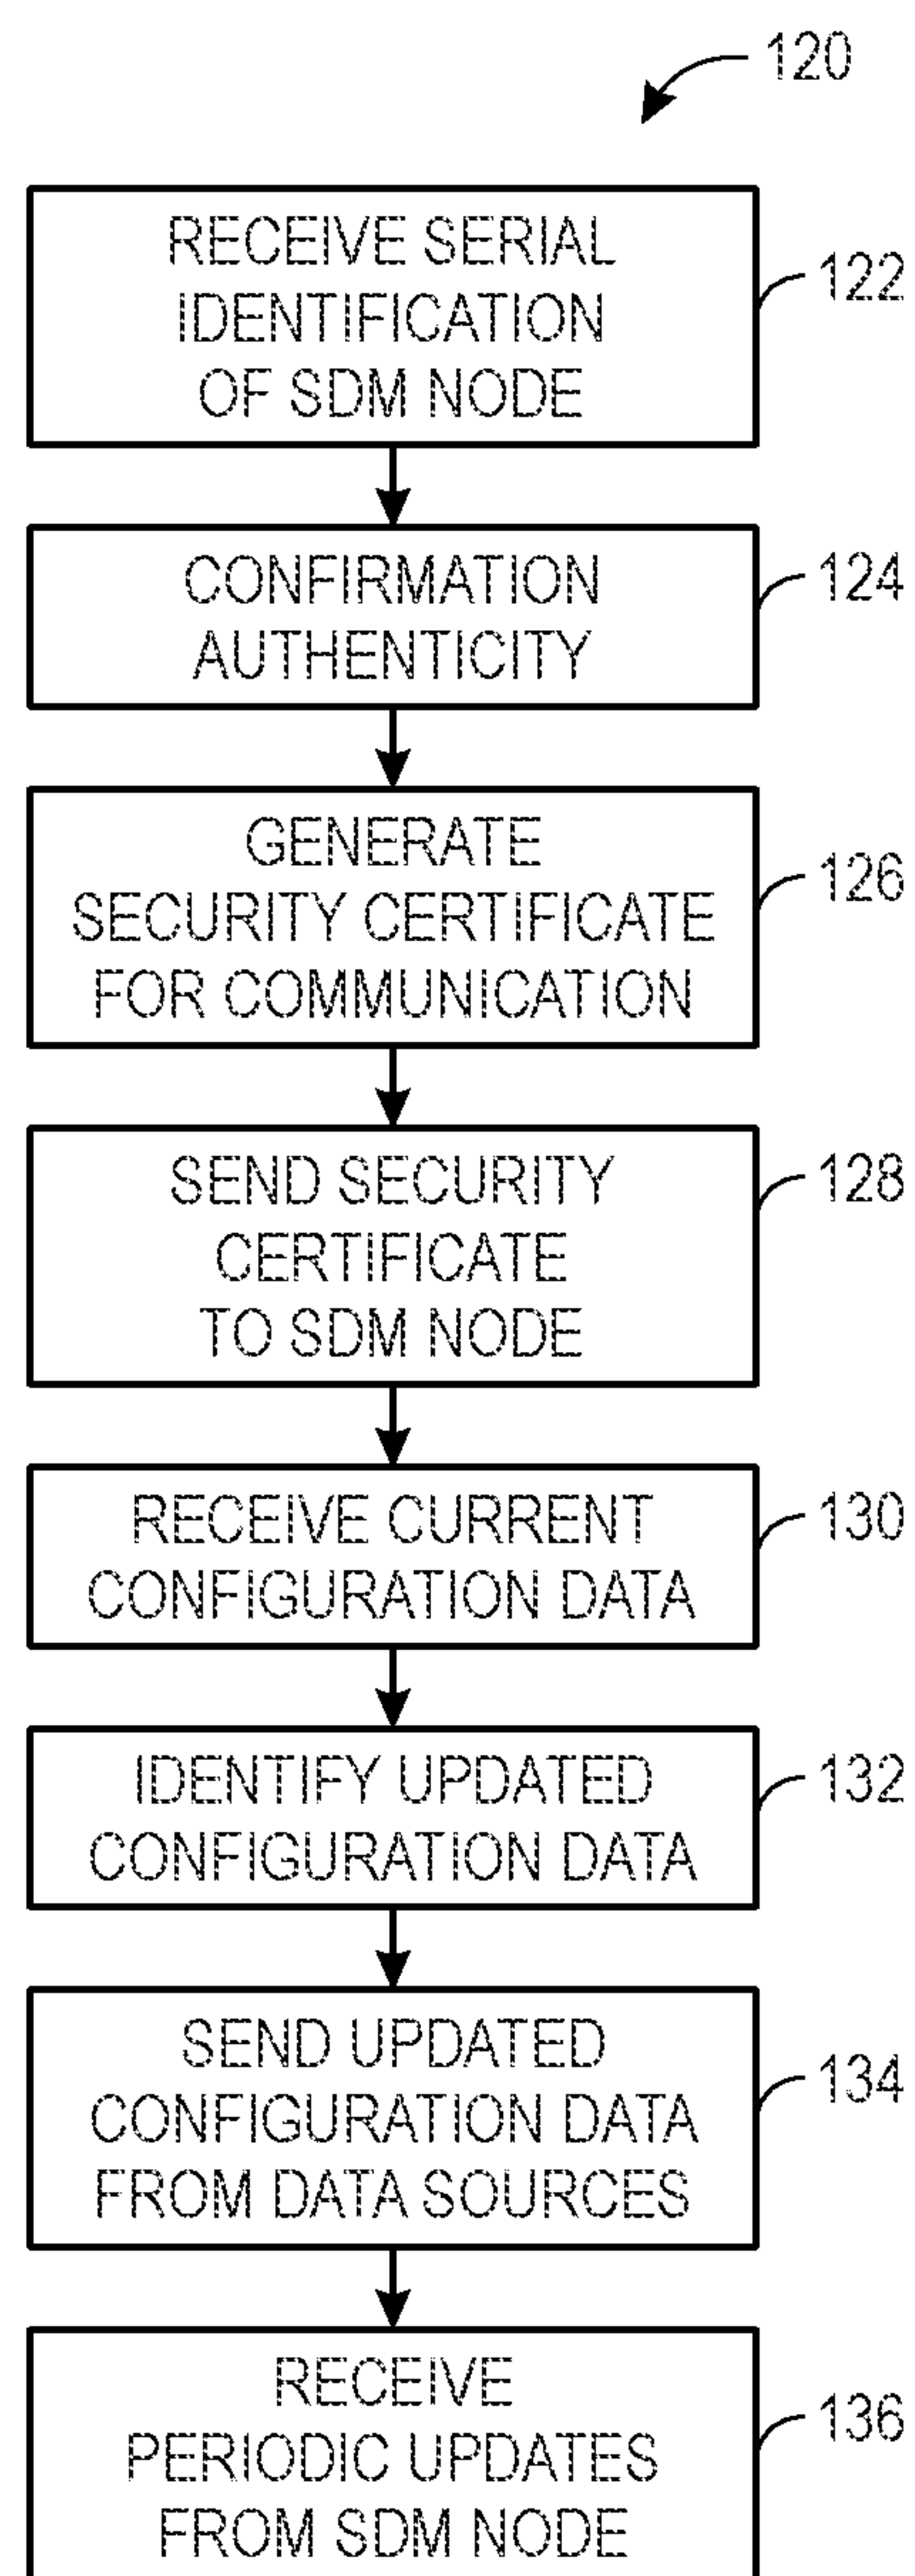 120
RECEIVE SERIAL
IDENTIFICATION
OF SDM NODE
122
CONFIRMATION
AUTHENTICITY
124
GENERATE
SECURITY CERTIFICATE
FOR COMMUNICATION
126
SEND SECURITY
CERTIFICATE
TO SDM NODE
128
RECEIVE CURRENT
CONFIGURATION DATA
130
IDENTIFY UPDATED
CONFIGURATION DATA
132
SEND UPDATED
CONFIGURATION DATA
FROM DATA SOURCES
134
RECEIVE
PERIODIC UPDATES
FROM SDM NODE
136